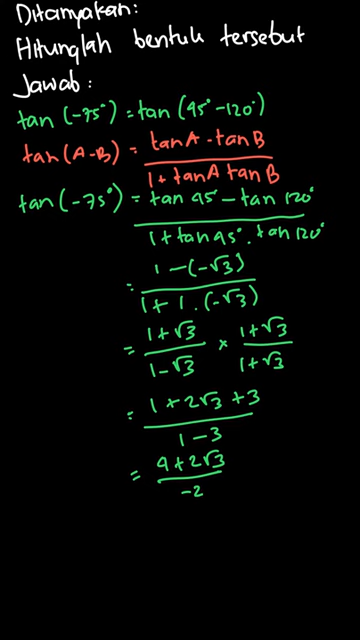 Ditanyakan:
Hitunglah bentuk tersebut
Jawab:
tan (-75°) = tan (45° - 120°)
tan (A-B) = (tan A - tan B) / (1 + tan A tan B)
tan (-75°) = (tan 45° - tan 120°) / (1 + tan 45° . tan 120°)
= (1 - (-√3)) / (1 + 1 . (-√3))
= (1 + √3) / (1 - √3) × (1 + √3) / (1 + √3)
= (1 + 2√3 + 3) / (1 - 3)
= (4 + 2√3) / -2